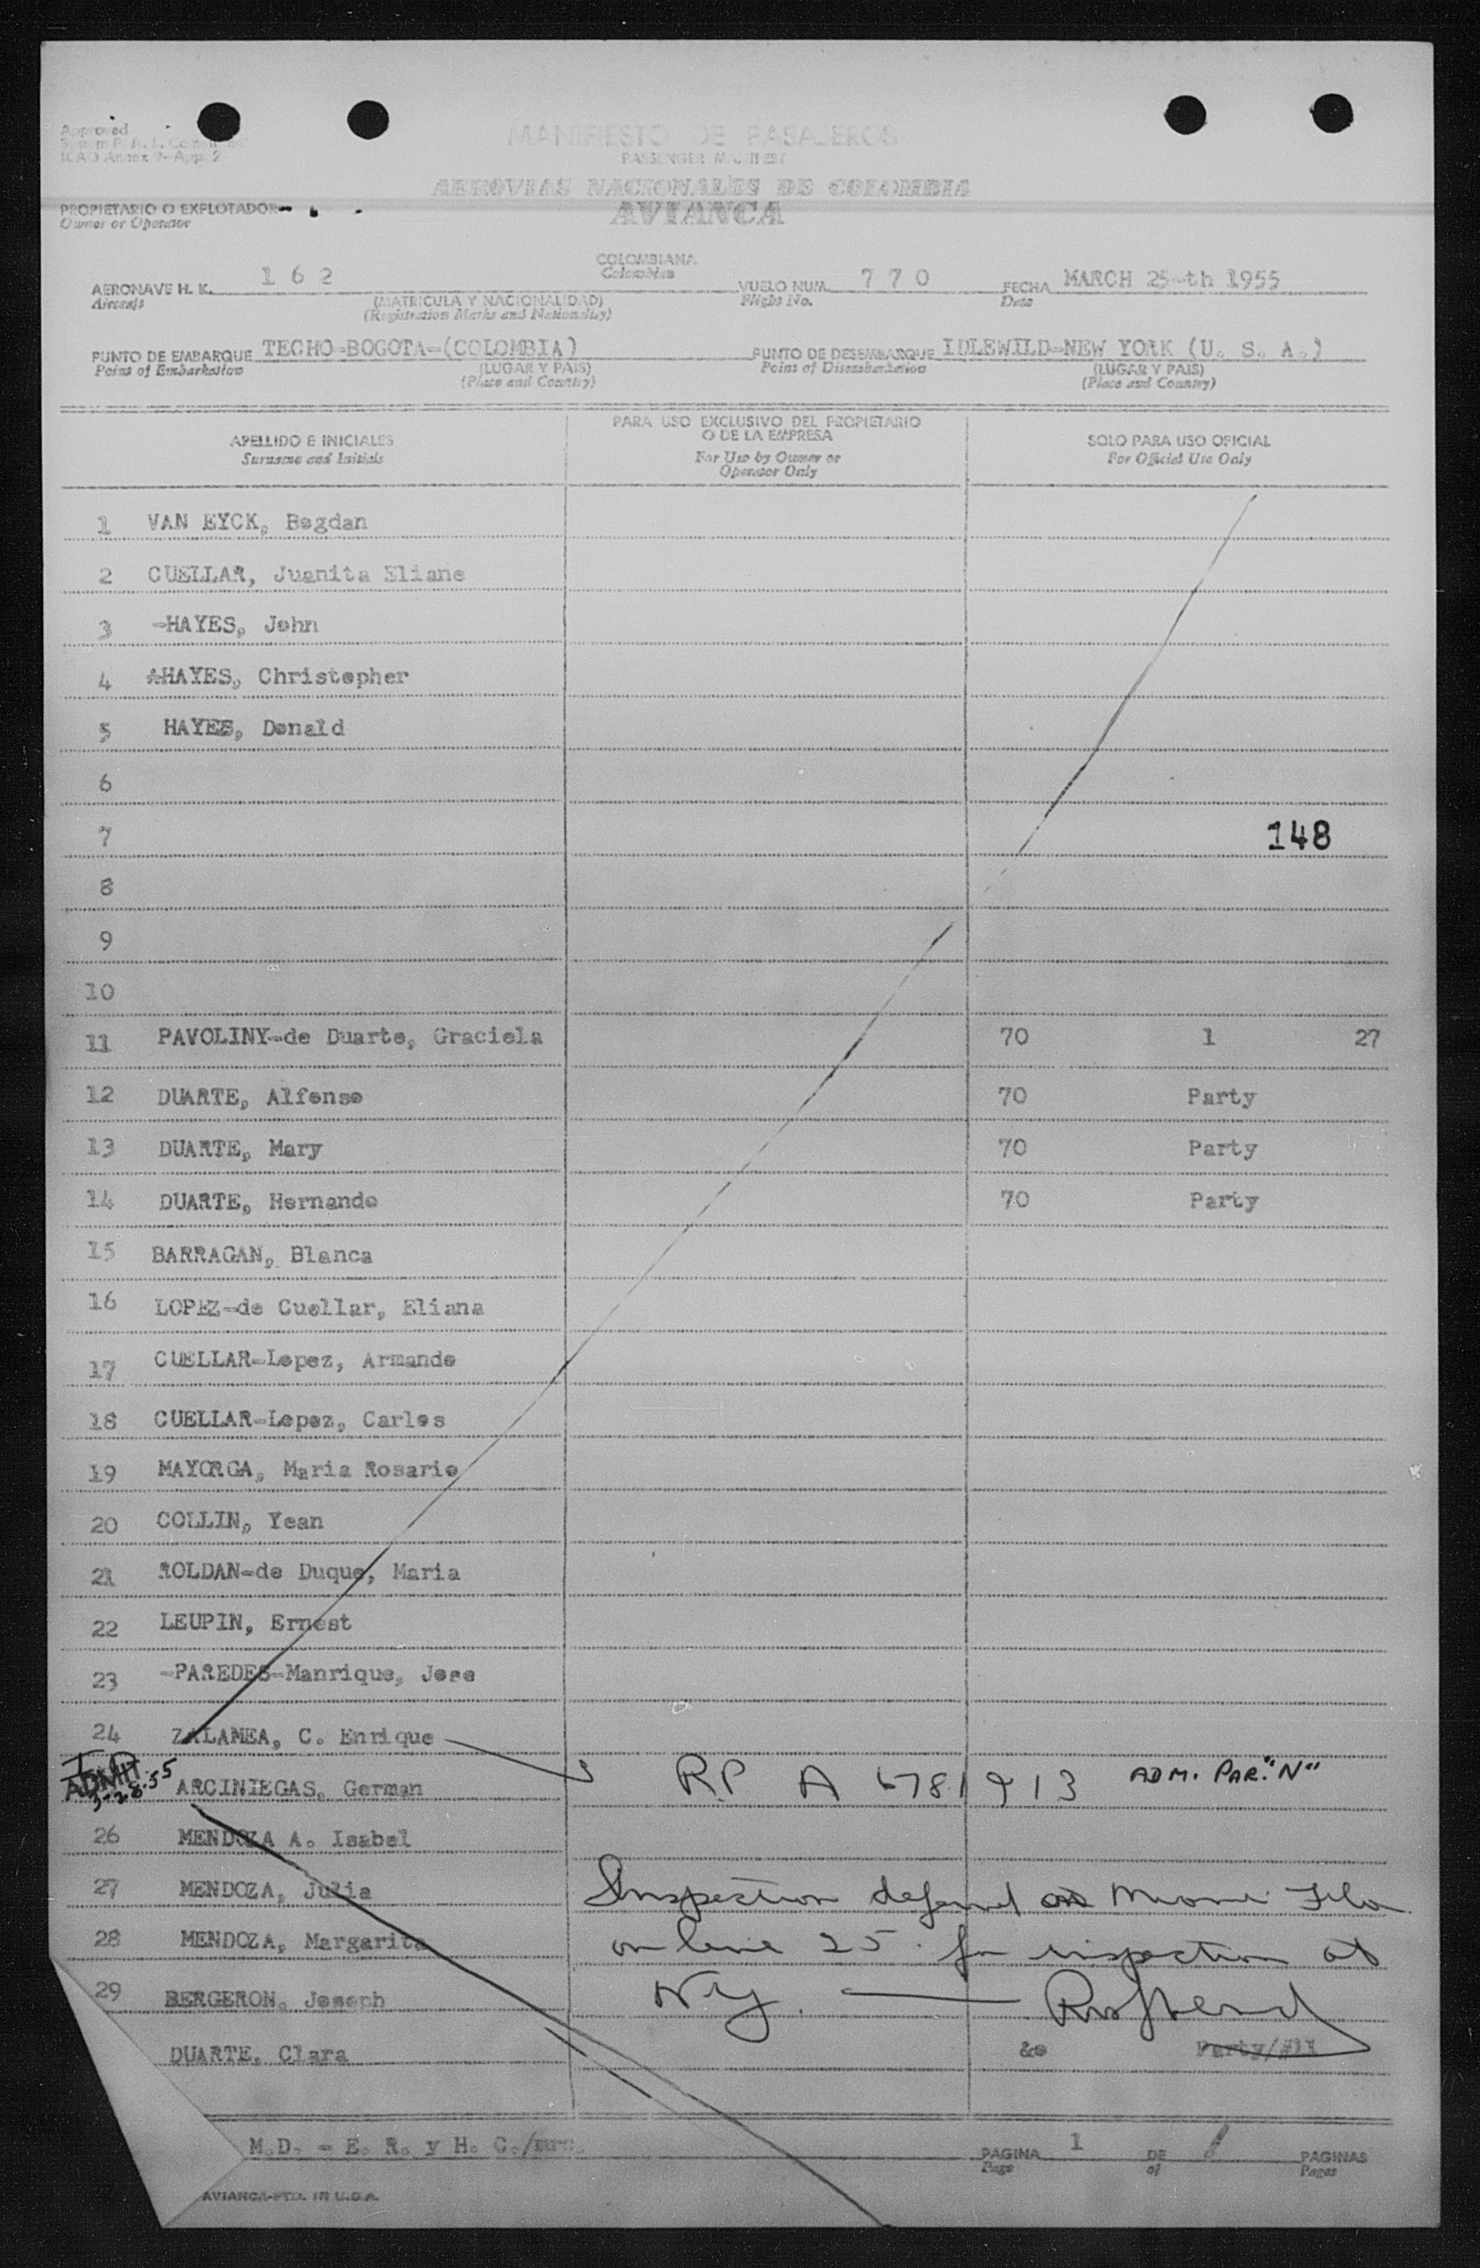 Approved
ICAO Annex 9-App. 2
MANIFIESTO DE PASAJEROS
PASSENGER MANIFEST
AEROVIAS NACIONALES DE COLOMBIA
AVIANCA
PROPIETARIO O EXPLOTADOR
Owner or Operator
COLOMBIANA
Colombian
AERONAVE H. K. 162 VUELO NUM. 770 FECHA MARCH 25-th 1955
Aircraft (MATRICULA Y NACIONALIDAD) Flight No. Date
(Registration Marks and Nationality)
PUNTO DE EMBARQUE TECHO-BOGOTA-(COLOMBIA) PUNTO DE DESEMBARQUE IDLEWILD-NEW YORK (U. S. A.)
Point of Embarkation (LUGAR Y PAIS) Point of Disembarkation (LUGAR Y PAIS)
(Place and Country) (Place and Country)
APELLIDO E INICIALES
Surname and Initials
PARA USO EXCLUSIVO DEL PROPIETARIO
O DE LA EMPRESA
For Use by Owner or
Operator Only
SOLO PARA USO OFICIAL
For Official Use Only
1 VAN EYCK, Bogdan
2 CUELLAR, Juanita Eliane
3 -HAYES, John
4 HAYES, Christopher
5 HAYES, Donald
6
7 148
8
9
10
11 PAVOLINY-de Duarte, Graciela 70 1 27
12 DUARTE, Alfonso 70 Party
13 DUARTE, Mary 70 Party
14 DUARTE, Hernando 70 Party
15 BARRAGAN, Blanca
16 LOPEZ-de Cuellar, Eliana
17 CUELLAR-Lopez, Armando
18 CUELLAR-Lopez, Carlos
19 MAYORGA, Maria Rosario
20 COLLIN, Yean
21 ROLDAN-de Duque, Maria
22 LEUPIN, Ernest
23 -PAREDES-Manrique, Jose
24 ZALAMEA, C. Enrique
ADMIT 3-28-55 ARCINIEGAS, German RP A 6781913 ADM. PAR. "N"
26 MENDOZA A. Isabel
27 MENDOZA, Julia Inspection deferred at Miami Fla
28 MENDOZA, Margarita on line 25 for inspection at
29 BERGERON, Joseph NY.
DUARTE, Clara Party/#11
M.D. - E. R. y H. C./mrc. PAGINA 1 DE PAGINAS
Page of Pages
AVIANCA-PTD. IN U.S.A.